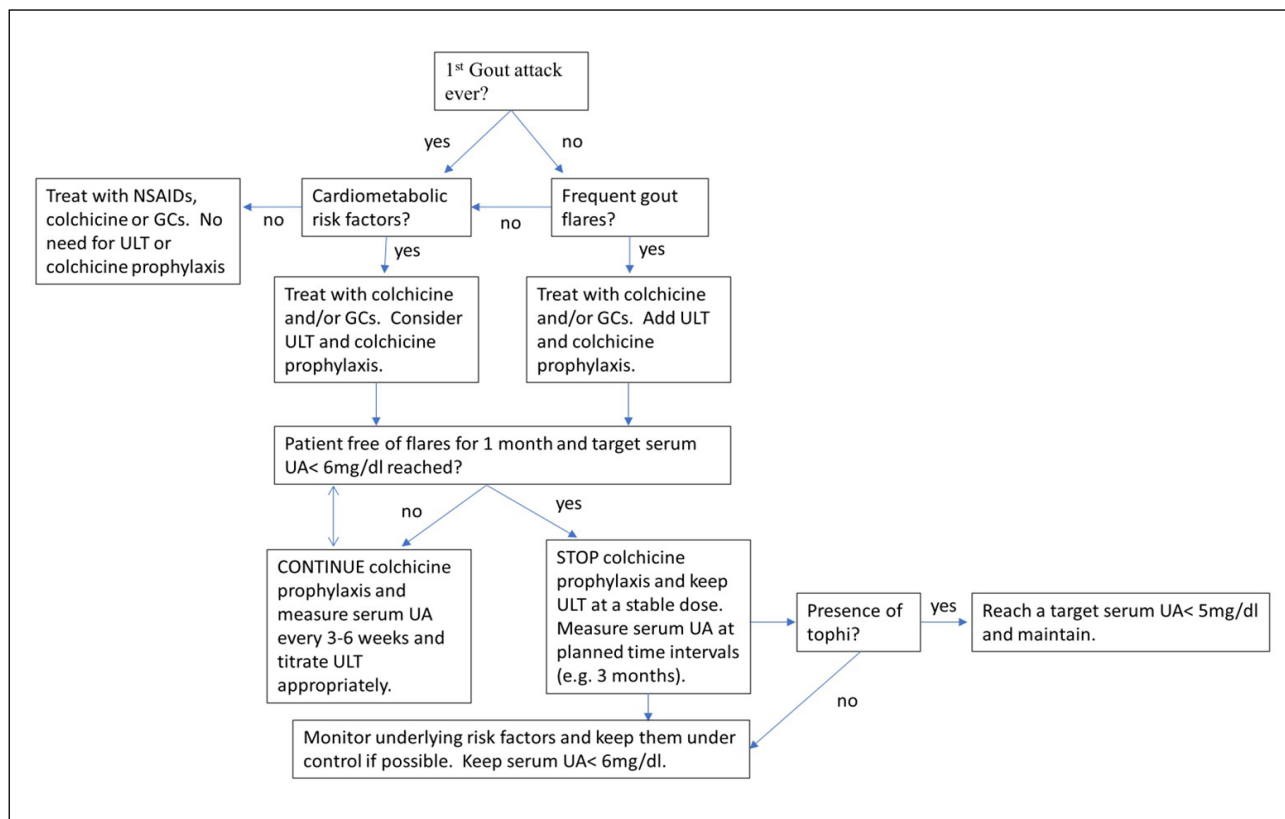 1st Gout attack
ever?
yes
no
Treat with NSAIDs,
colchicine or GCs. No
need for ULT or
colchicine prophylaxis
no
Cardiometabolic
risk factors?
no
Frequent gout
flares?
yes
yes
Treat with colchicine
and/or GCs. Consider
ULT and colchicine
prophylaxis.
Treat with colchicine
and/or GCs. Add ULT
and colchicine
prophylaxis.
Patient free of flares for 1 month and target serum
UA< 6mg/dl reached?
no
yes
CONTINUE colchicine
prophylaxis and
measure serum UA
every 3-6 weeks and
titrate ULT
appropriately.
STOP colchicine
prophylaxis and keep
ULT at a stable dose.
Measure serum UA at
planned time intervals
(e.g. 3 months).
Presence of
tophi?
yes
Reach a target serum UA< 5mg/dl
and maintain.
no
Monitor underlying risk factors and keep them under
control if possible. Keep serum UA< 6mg/dl.